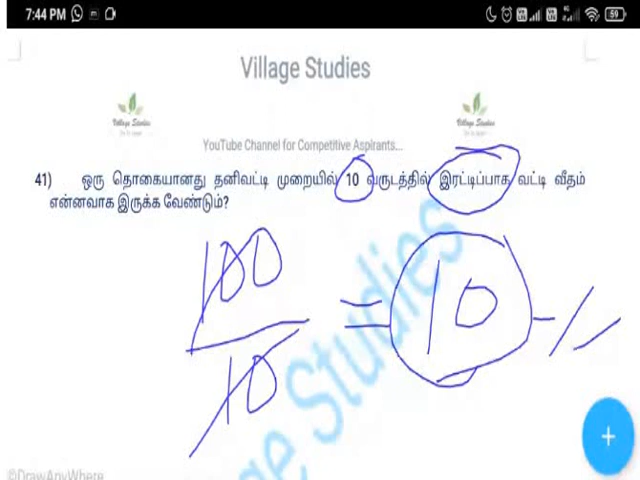 7:44 PM
59
Village Studies
Village Studies
Village Studies
YouTube Channel for Competitive Aspirants...
41) ஒரு தொகையானது தனிவட்டி முறையில் 10 வருடத்தில் இரட்டிப்பாக வட்டி வீதம்
என்னவாக இருக்க வேண்டும்?
100
10
= 10 %
Village Studies
©DrawAnyWhere
+